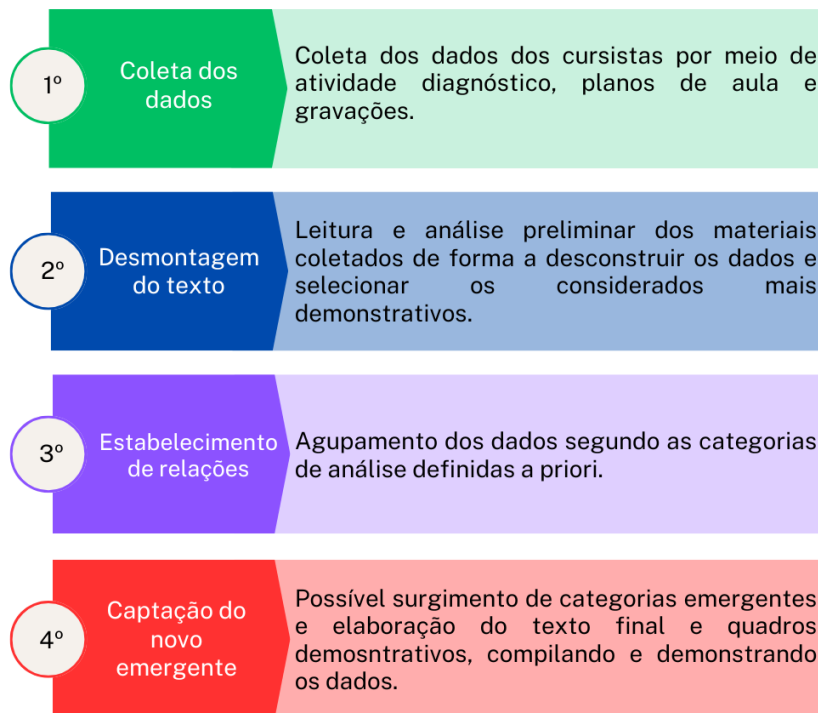 1º
Coleta dos
dados
Coleta dos dados dos cursistas por meio de
atividade diagnóstico, planos de aula e
gravações.
2º
Desmontagem
do texto
Leitura e análise preliminar dos materiais
coletados de forma a desconstruir os dados e
selecionar os considerados mais
demonstrativos.
3º
Estabelecimento
de relações
Agupamento dos dados segundo as categorias
de análise definidas a priori.
4º
Captação do
novo
emergente
Possível surgimento de categorias emergentes
e elaboração do texto final e quadros
demosntrativos, compilando e demonstrando
os dados.